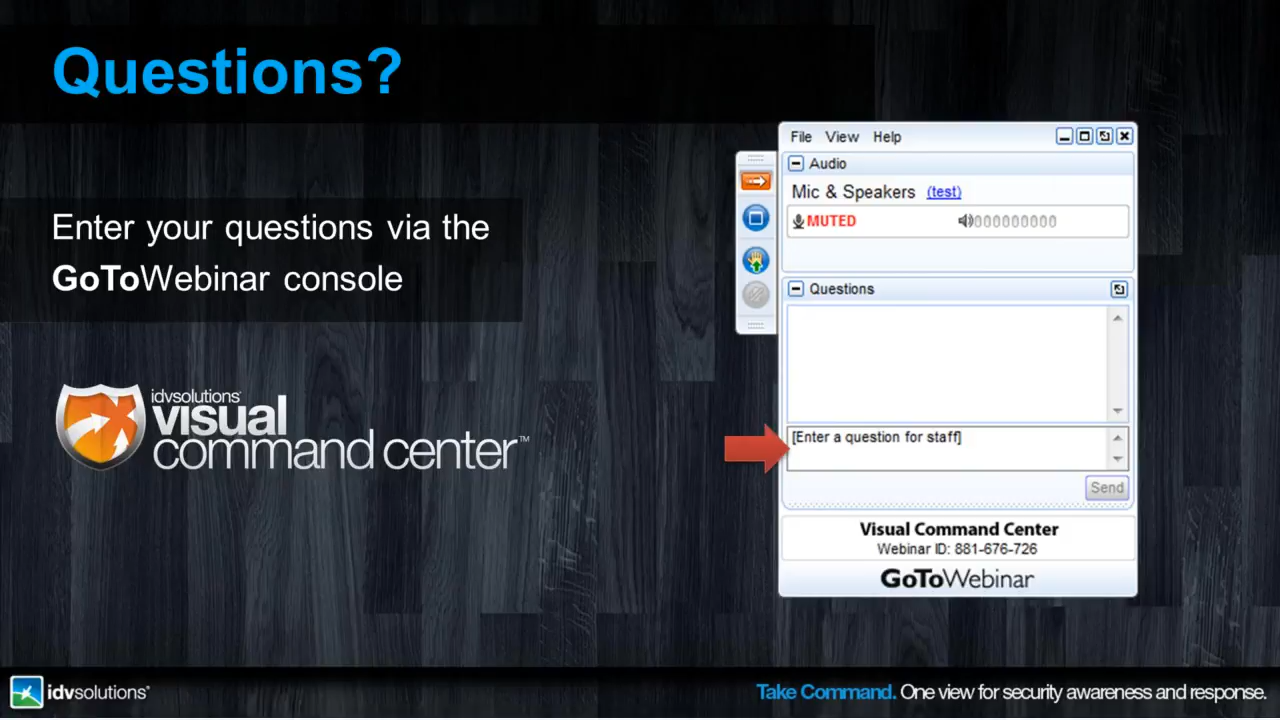 Questions?
Enter your questions via the
GoToWebinar console
idvsolutions
visual
command center™
File View Help
Audio
Mic & Speakers (test)
MUTED
Questions
[Enter a question for staff]
Send
Visual Command Center
Webinar ID: 881-676-726
GoToWebinar
idvsolutions
Take Command. One view for security awareness and response.